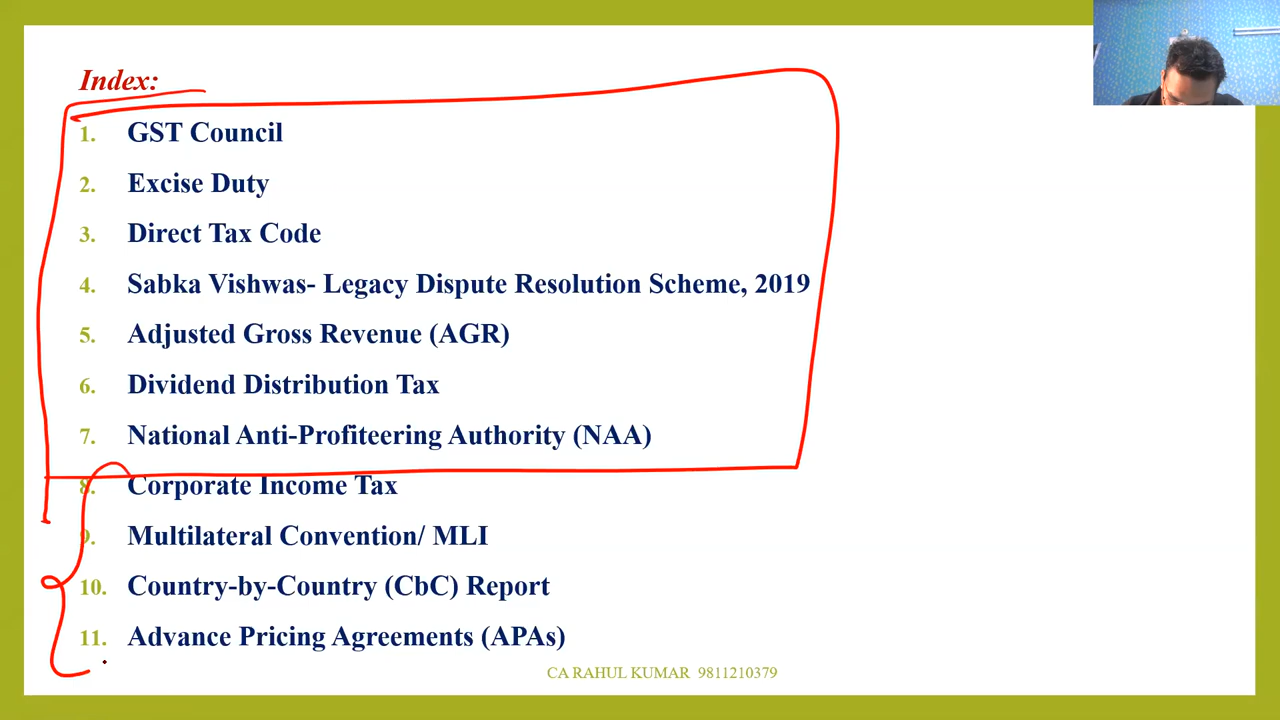 Index:
1. GST Council
2. Excise Duty
3. Direct Tax Code
4. Sabka Vishwas- Legacy Dispute Resolution Scheme, 2019
5. Adjusted Gross Revenue (AGR)
6. Dividend Distribution Tax
7. National Anti-Profiteering Authority (NAA)
8. Corporate Income Tax
9. Multilateral Convention/ MLI
10. Country-by-Country (CbC) Report
11. Advance Pricing Agreements (APAs)
CA RAHUL KUMAR 9811210379